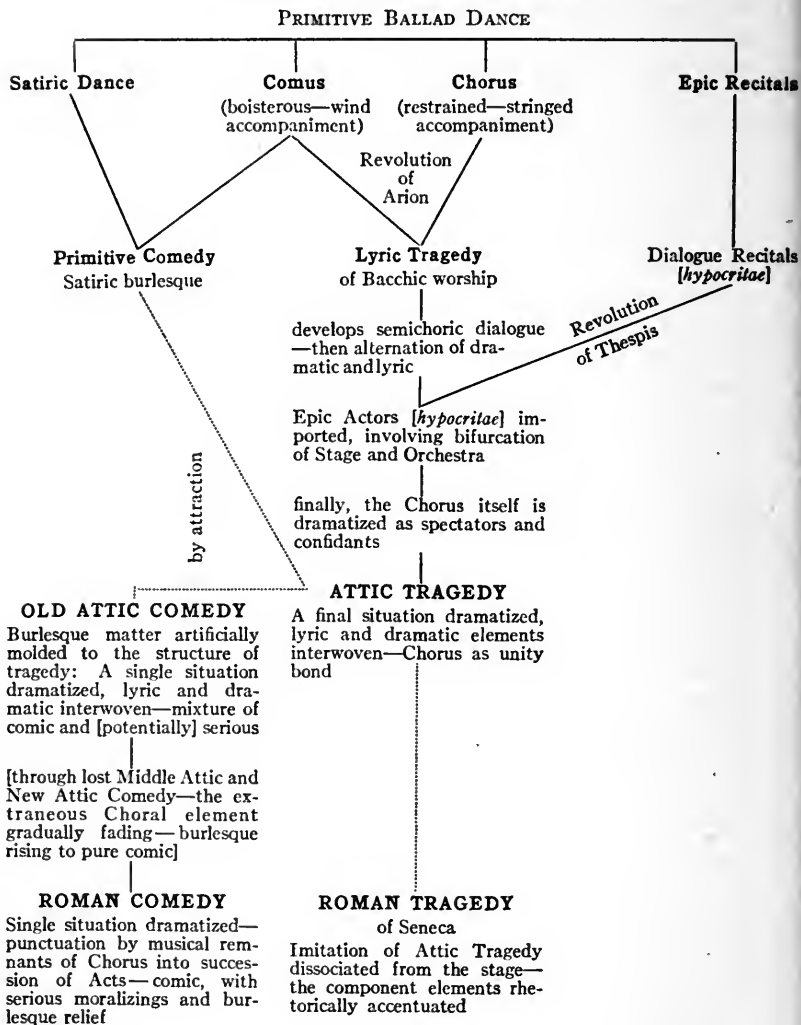 PRIMITIVE BALLAD DANCE
Satiric Dance
Comus
(boisterous—wind
accompaniment)
Chorus
(restrained—stringed
accompaniment)
Epic Recitals
Revolution
of
Arion
Primitive Comedy
Satiric burlesque
Lyric Tragedy
of Bacchic worship
Dialogue Recitals
[hypocritae]
Revolution
of Thespis
develops semichoric dialogue
—then alternation of dra-
matic and lyric
Epic Actors [hypocritae] im-
ported, involving bifurcation
of Stage and Orchestra
by attraction
finally, the Chorus itself is
dramatized as spectators and
confidants
OLD ATTIC COMEDY
Burlesque matter artificially
molded to the structure of
tragedy: A single situation
dramatized, lyric and dra-
matic interwoven—mixture of
comic and [potentially] serious
ATTIC TRAGEDY
A final situation dramatized,
lyric and dramatic elements
interwoven—Chorus as unity
bond
[through lost Middle Attic and
New Attic Comedy—the ex-
traneous Choral element
gradually fading—burlesque
rising to pure comic]
ROMAN COMEDY
Single situation dramatized—
punctuation by musical rem-
nants of Chorus into succes-
sion of Acts—comic, with
serious moralizings and bur-
lesque relief
ROMAN TRAGEDY
of Seneca
Imitation of Attic Tragedy
dissociated from the stage—
the component elements rhe-
torically accentuated